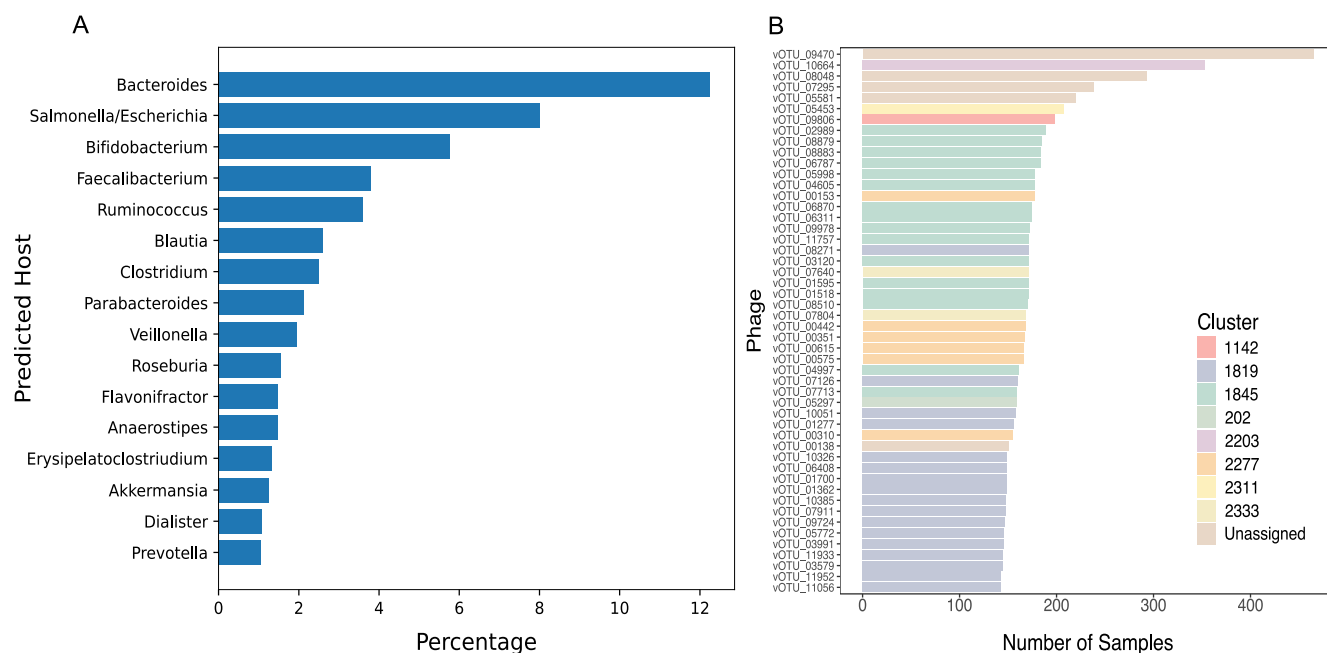 A
Predicted Host
Bacteroides
Salmonella/Escherichia
Bifidobacterium
Faecalibacterium
Ruminococcus
Blautia
Clostridium
Parabacteroides
Veillonella
Roseburia
Flavonifractor
Anaerostipes
Erysipelatoclostriudium
Akkermansia
Dialister
Prevotella
0 2 4 6 8 10 12
Percentage
B
Phage
vOTU_09470
vOTU_10664
vOTU_08048
vOTU_07295
vOTU_05581
vOTU_05453
vOTU_09806
vOTU_02989
vOTU_08879
vOTU_08883
vOTU_06787
vOTU_05998
vOTU_04605
vOTU_00153
vOTU_06870
vOTU_06311
vOTU_09978
vOTU_11757
vOTU_08271
vOTU_03120
vOTU_07640
vOTU_01595
vOTU_01518
vOTU_08510
vOTU_07804
vOTU_00442
vOTU_00351
vOTU_00615
vOTU_00575
vOTU_04997
vOTU_07126
vOTU_07713
vOTU_05297
vOTU_10051
vOTU_01277
vOTU_00310
vOTU_00138
vOTU_10326
vOTU_06408
vOTU_01700
vOTU_01362
vOTU_10385
vOTU_07911
vOTU_09724
vOTU_05772
vOTU_03991
vOTU_11933
vOTU_03579
vOTU_11952
vOTU_11056
0 100 200 300 400
Number of Samples
Cluster
1142
1819
1845
202
2203
2277
2311
2333
Unassigned